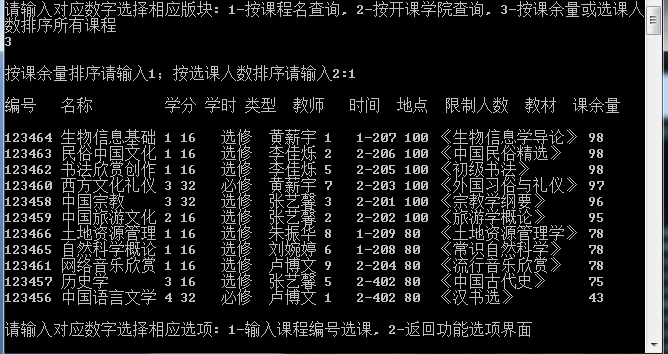 请输入对应数字选择相应版块：1-按课程名查询，2-按开课学院查询，3-按课余量或选课人
数排序所有课程
3
按课余量排序请输入1；按选课人数排序请输入2:1
编号 名称 学分 学时 类型 教师 时间 地点 限制人数 教材 课余量
123464 生物信息基础 1 16 选修 黄薪宇 1 1-207 100 《生物信息学导论》 98
123463 民俗中国文化 1 16 选修 李佳烁 2 2-206 100 《中国民俗精选》 98
123462 书法欣赏创作 1 16 选修 李佳烁 5 2-205 100 《初级书法》 98
123460 西方文化礼仪 3 32 必修 黄薪宇 7 2-203 100 《外国习俗与礼仪》 97
123458 中国宗教 3 32 选修 张艺馨 3 2-201 100 《宗教学纲要》 96
123459 中国旅游文化 2 16 选修 张艺馨 2 2-202 100 《旅游学概论》 95
123466 土地资源管理 1 16 选修 朱振华 8 1-209 80 《土地资源管理学》 78
123465 自然科学概论 1 16 选修 刘婉婷 6 1-208 80 《常识自然科学》 78
123461 网络音乐欣赏 1 16 选修 卢博文 9 2-204 80 《流行音乐欣赏》 78
123457 历史学 3 16 选修 张艺馨 5 2-402 80 《中国古代史》 75
123456 中国语言文学 4 32 必修 卢博文 1 2-402 80 《汉书选》 43
请输入对应数字选择相应选项：1-输入课程编号选课，2-返回功能选项界面